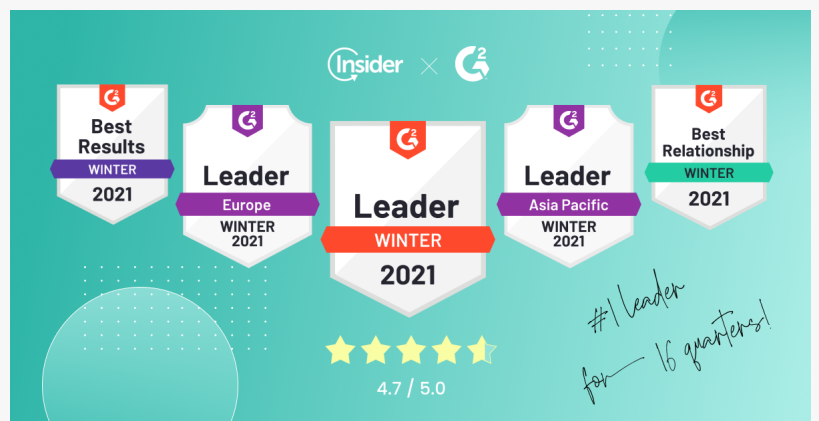 Insider × G2
G2
Best
Results
WINTER
2021
G2
Leader
Europe
WINTER
2021
G2
Leader
WINTER
2021
G2
Leader
Asia Pacific
WINTER
2021
G2
Best
Relationship
WINTER
2021
4.7 / 5.0
#1 leader
for 16 quarters!